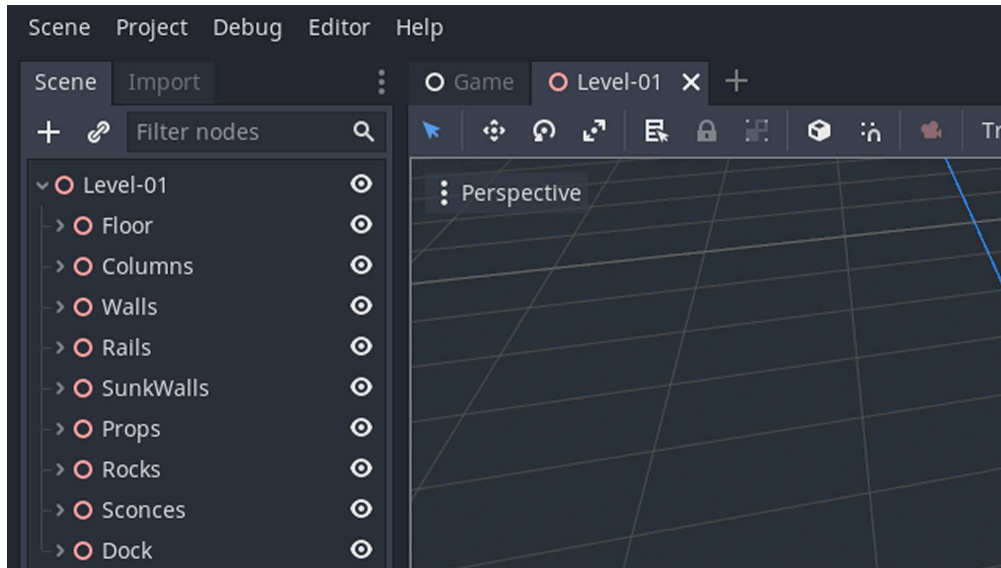 Scene Project Debug Editor Help
Scene Import
Game Level-01
Filter nodes
Tr
Perspective
Level-01
Floor
Columns
Walls
Rails
SunkWalls
Props
Rocks
Sconces
Dock